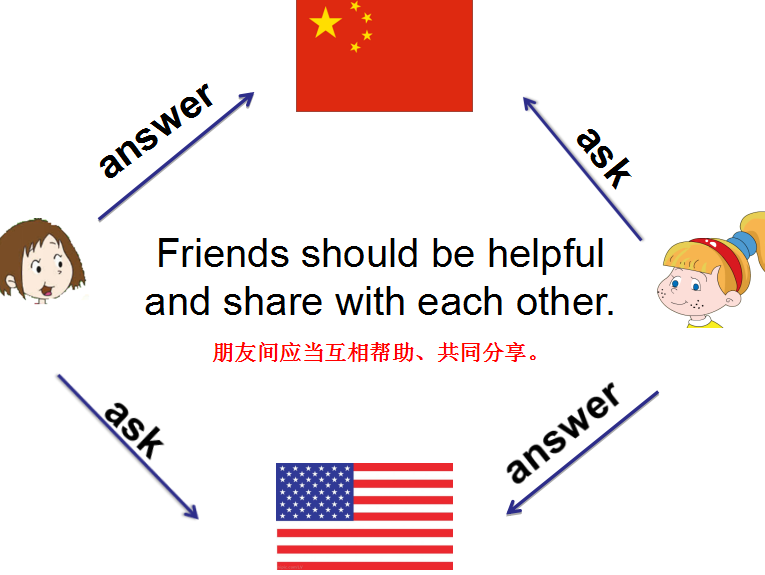 answer
ask
Friends should be helpful
and share with each other.
朋友间应当互相帮助、共同分享。
ask
answer